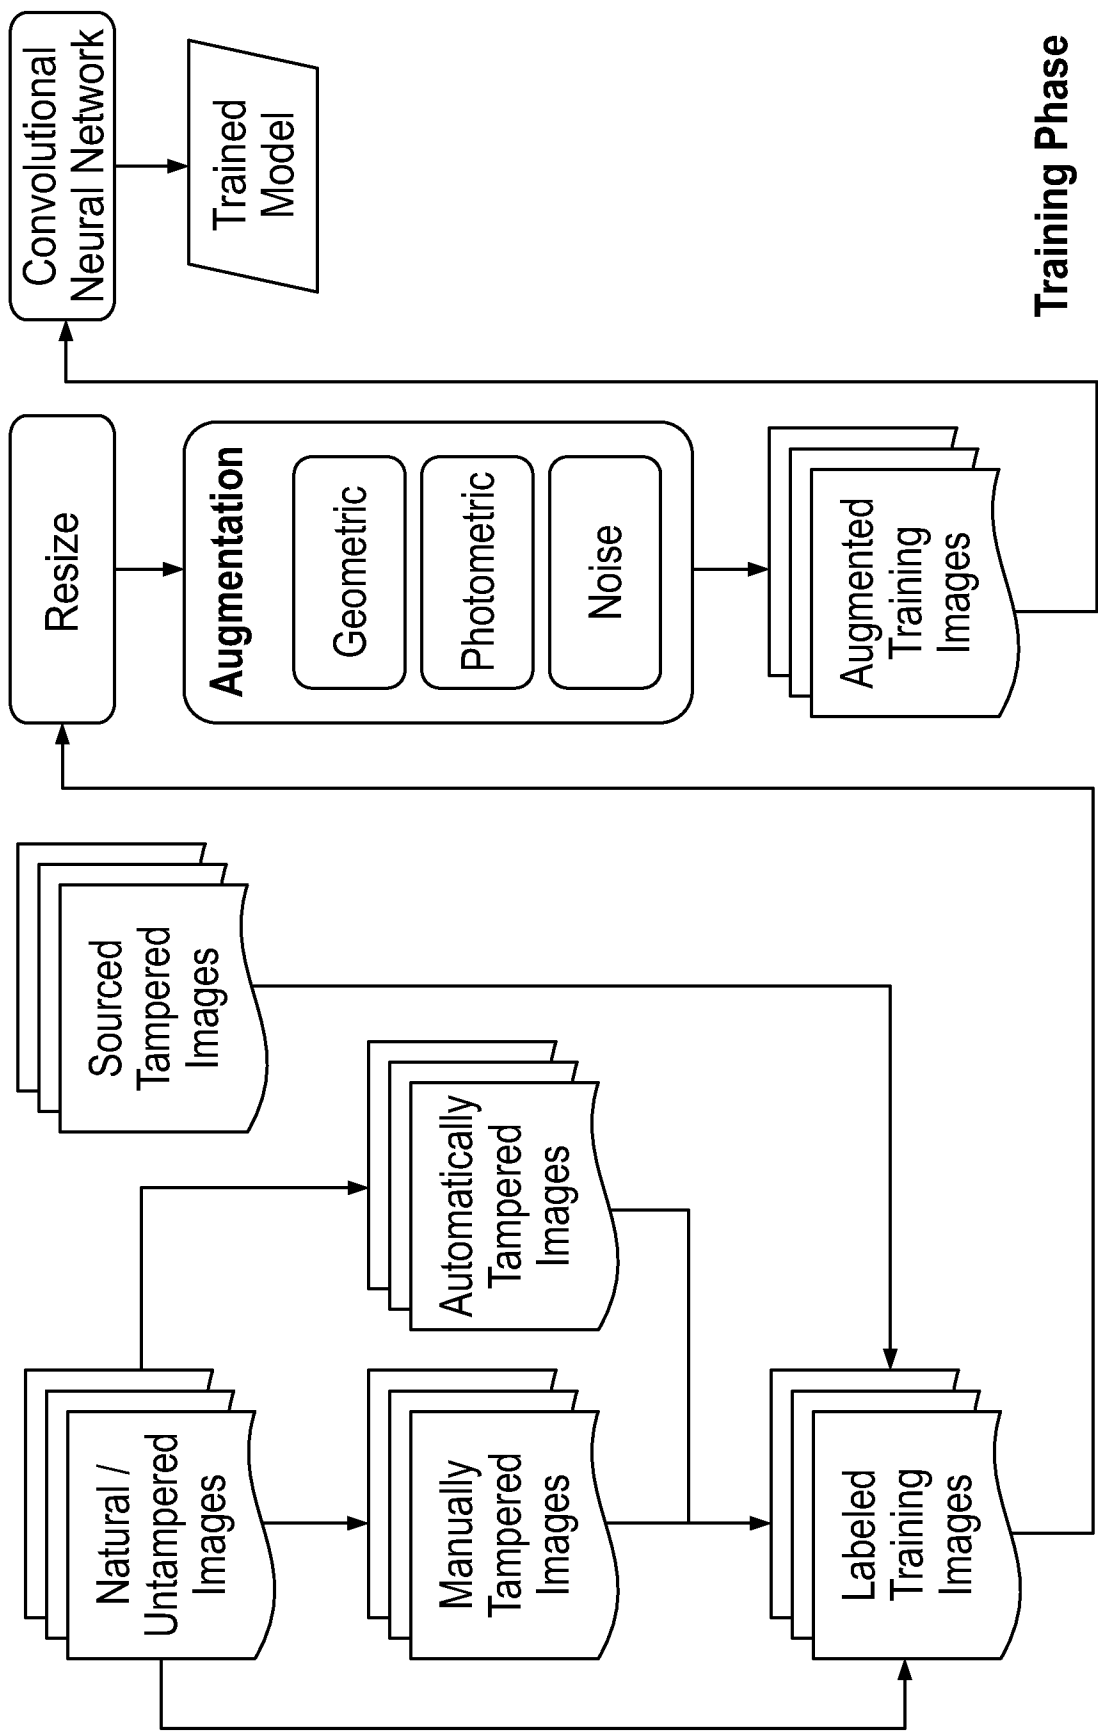 Natural /
Untampered
Images
Manually
Tampered
Images
Automatically
Tampered
Images
Sourced
Tampered
Images
Labeled
Training
Images
Resize
Augmentation
Geometric
Photometric
Noise
Augmented
Training
Images
Convolutional
Neural Network
Trained
Model
Training Phase